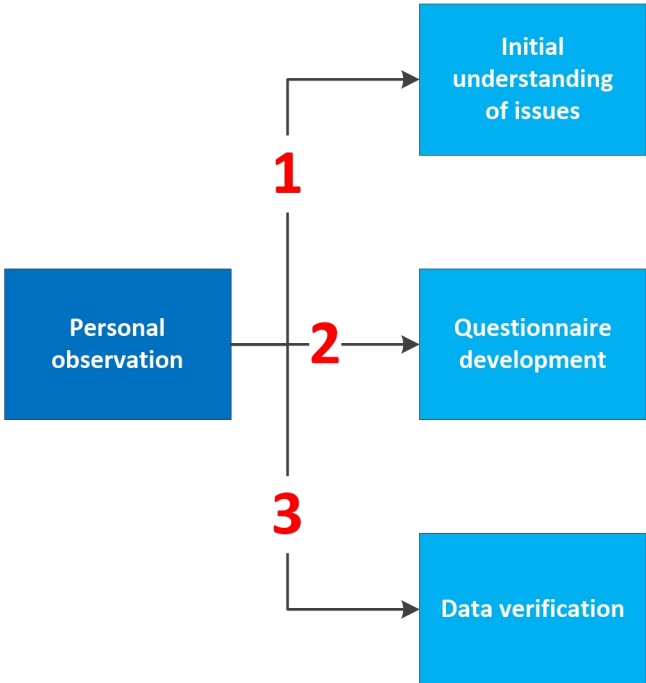 Initial
understanding
of issues
1
Personal
observation
2
Questionnaire
development
3
Data verification